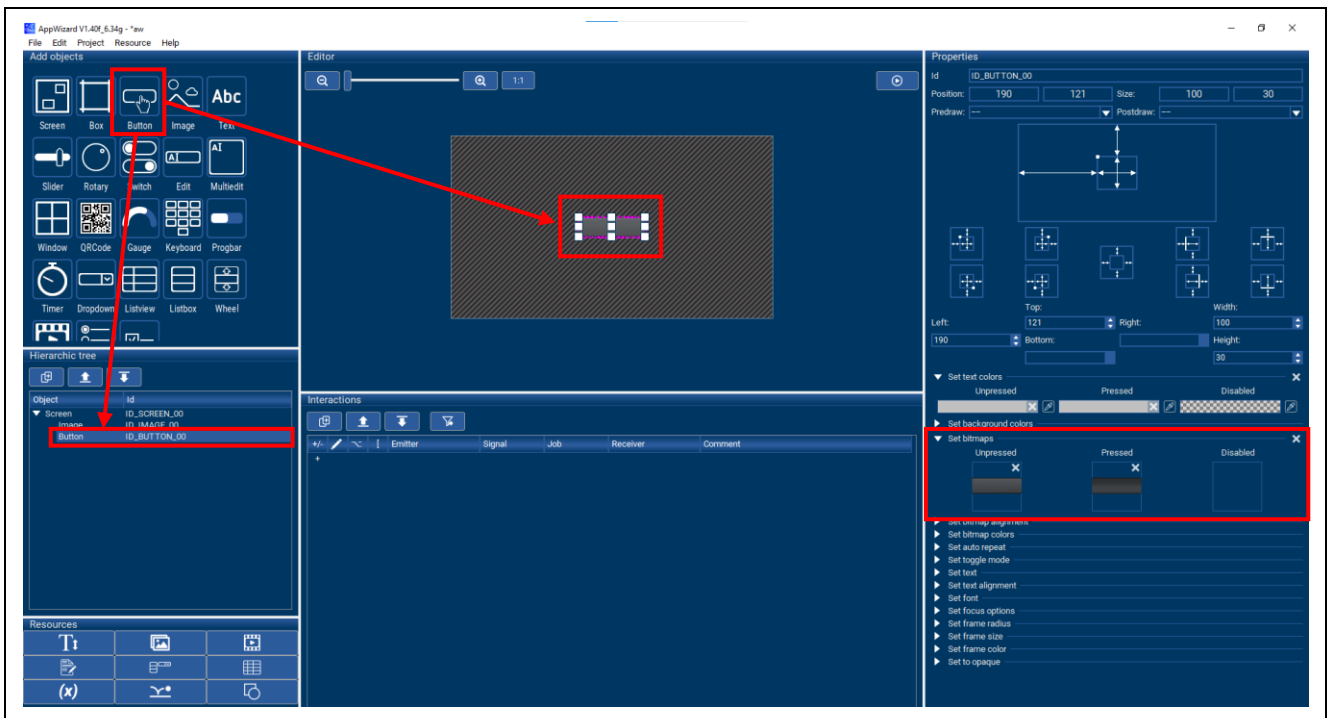 AppWizard V1.40f_6.34g - *aw
File Edit Project Resource Help
Add objects
Screen Box Button Image Text
Abc
Slider Rotary Switch Edit Multiedit
Window QRCode Gauge Keyboard Progbar
Timer Dropdown Listview Listbox Wheel
Hierarchic tree
Object Id
Screen ID_SCREEN_00
Image ID_IMAGE_00
Button ID_BUTTON_00
Resources
(x)
Editor
1:1
Interactions
+/- [ Emitter Signal Job Receiver Comment
+
Properties
Id ID_BUTTON_00
Position: 190 121 Size: 100 30
Predraw: -- Postdraw: --
Top: Width:
Left: 121 Right: 100
190 Bottom: Height:
30
Set text colors
Unpressed Pressed Disabled
Set background colors
Set bitmaps
Unpressed Pressed Disabled
Set bitmap alignment
Set bitmap colors
Set auto repeat
Set toggle mode
Set text
Set text alignment
Set font
Set focus options
Set frame radius
Set frame size
Set frame color
Set to opaque